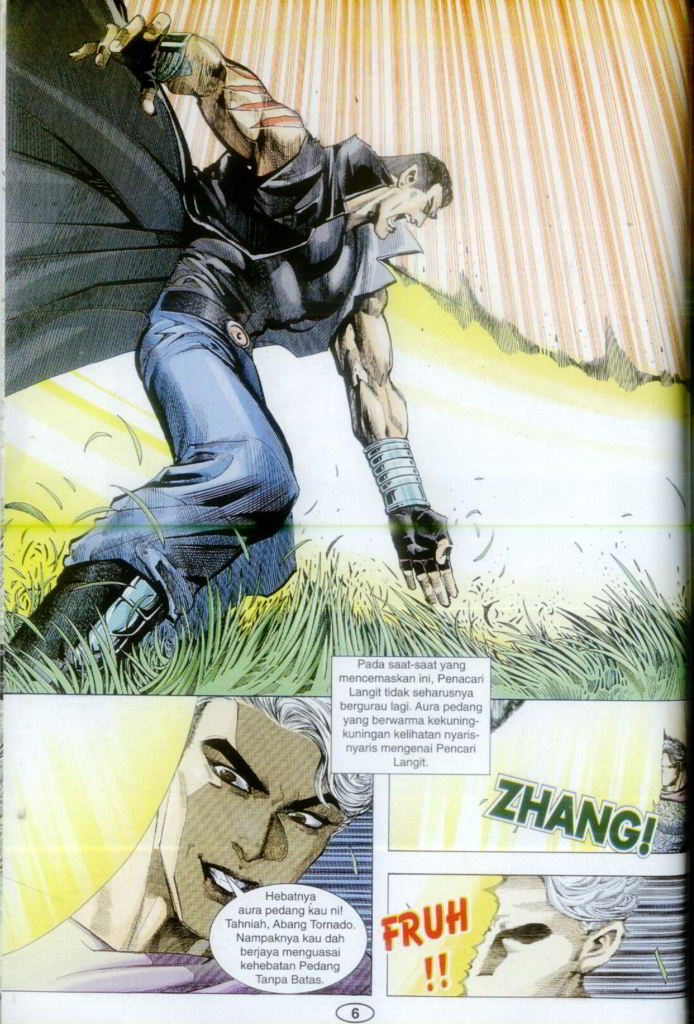 Pada saat-saat yang
mencemaskan ini, Penacari
Langit tidak seharusnya
bergurau lagi. Aura pedang
yang berwarma kekuning-
kuningan kelihatan nyaris-
nyaris mengenai Pencari
Langit.
ZHANG!
Hebatnya
aura pedang kau ni!
Tahniah, Abang Tornado.
Nampaknya kau dah
berjaya menguasai
kehebatan Pedang
Tanpa Batas.
FRUH
!!
6